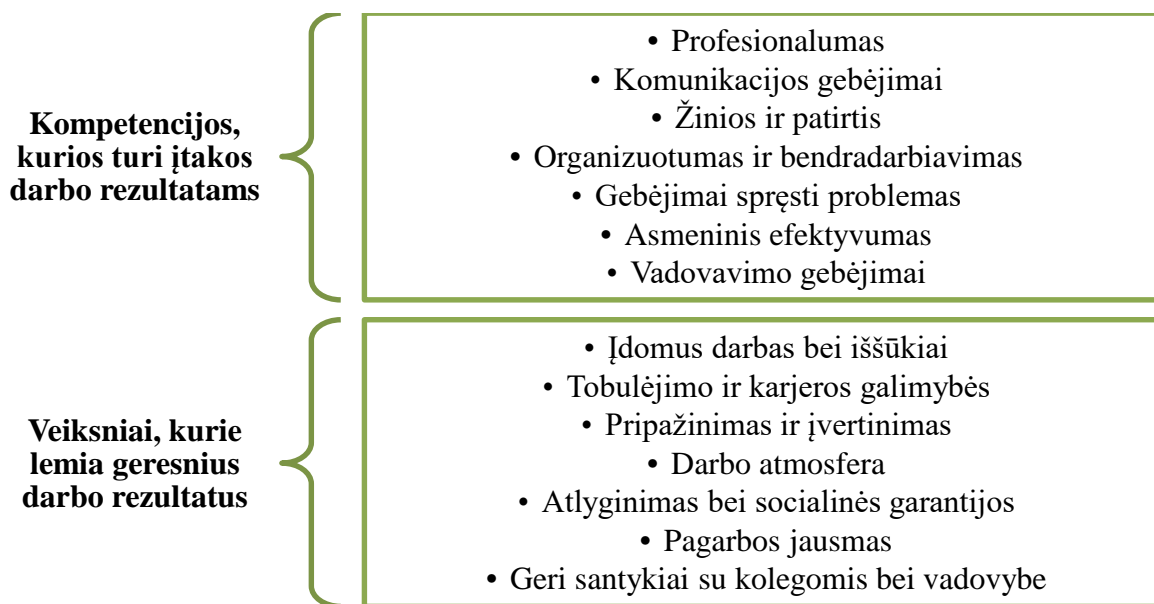 Kompetencijos,
kurios turi įtakos
darbo rezultatams
• Profesionalumas
• Komunikacijos gebėjimai
• Žinios ir patirtis
• Organizuotumas ir bendradarbiavimas
• Gebėjimai spręsti problemas
• Asmeninis efektyvumas
• Vadovavimo gebėjimai
Veiksniai, kurie
lemia geresnius
darbo rezultatus
• Įdomus darbas bei iššūkiai
• Tobulėjimo ir karjeros galimybės
• Pripažinimas ir įvertinimas
• Darbo atmosfera
• Atlyginimas bei socialinės garantijos
• Pagarbos jausmas
• Geri santykiai su kolegomis bei vadovybe